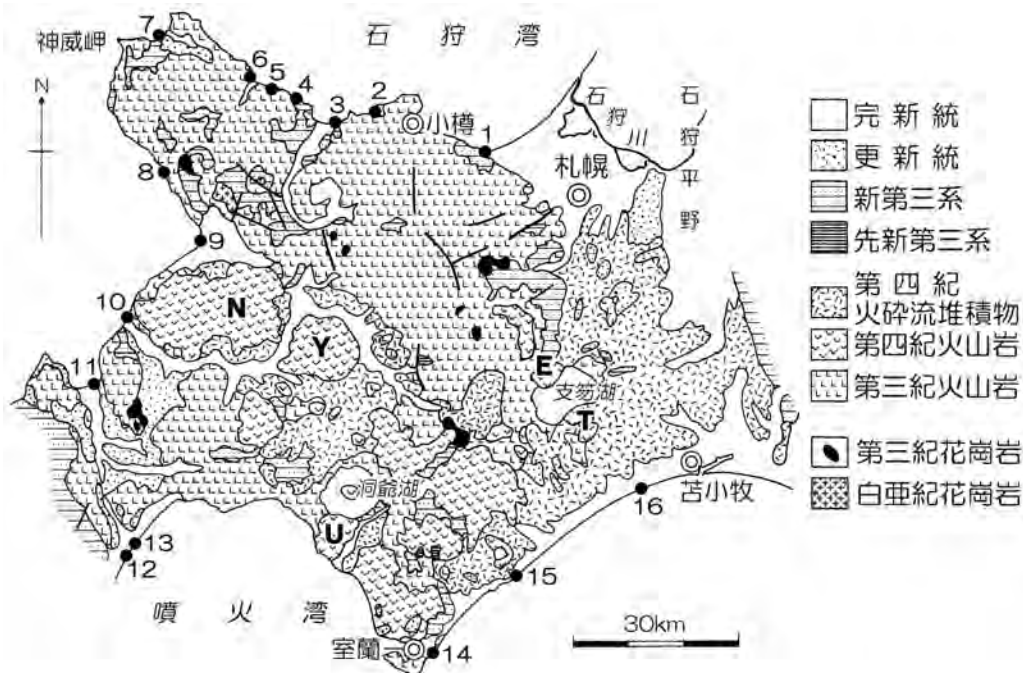 石狩湾
神威岬
N
7
6
5
4
3
2
小樽
1
石狩川
石狩平野
札幌
8
9
10
N
Y
E
支笏湖
T
11
洞爺湖
U
苫小牧
16
13
12
15
噴火湾
室蘭
14
30km
完新統
更新統
新第三系
先新第三系
第四紀
火砕流堆積物
第四紀火山岩
第三紀火山岩
第三紀花崗岩
白亜紀花崗岩